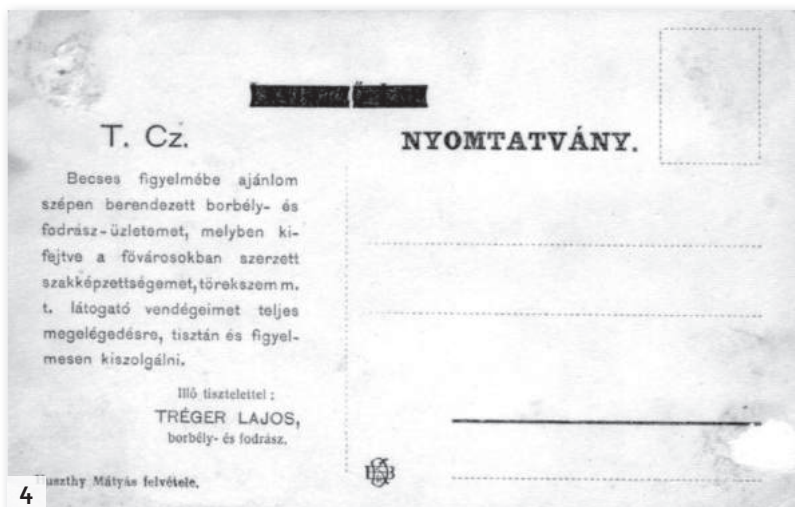 T. Cz.
Becses figyelmébe ajánlom
szépen berendezett borbély- és
fodrász-üzletemet, melyben ki-
fejtve a fővárosokban szerzett
szakképzettségemet, törekszem m.
t. látogató vendégeimet teljes
megelégedésre, tisztán és figyel-
mesen kiszolgálni.
Illő tisztelettel :
TRÉGER LAJOS,
borbély- és fodrász.
Mátyás felvétele.
4
NYOMTATVÁNY.